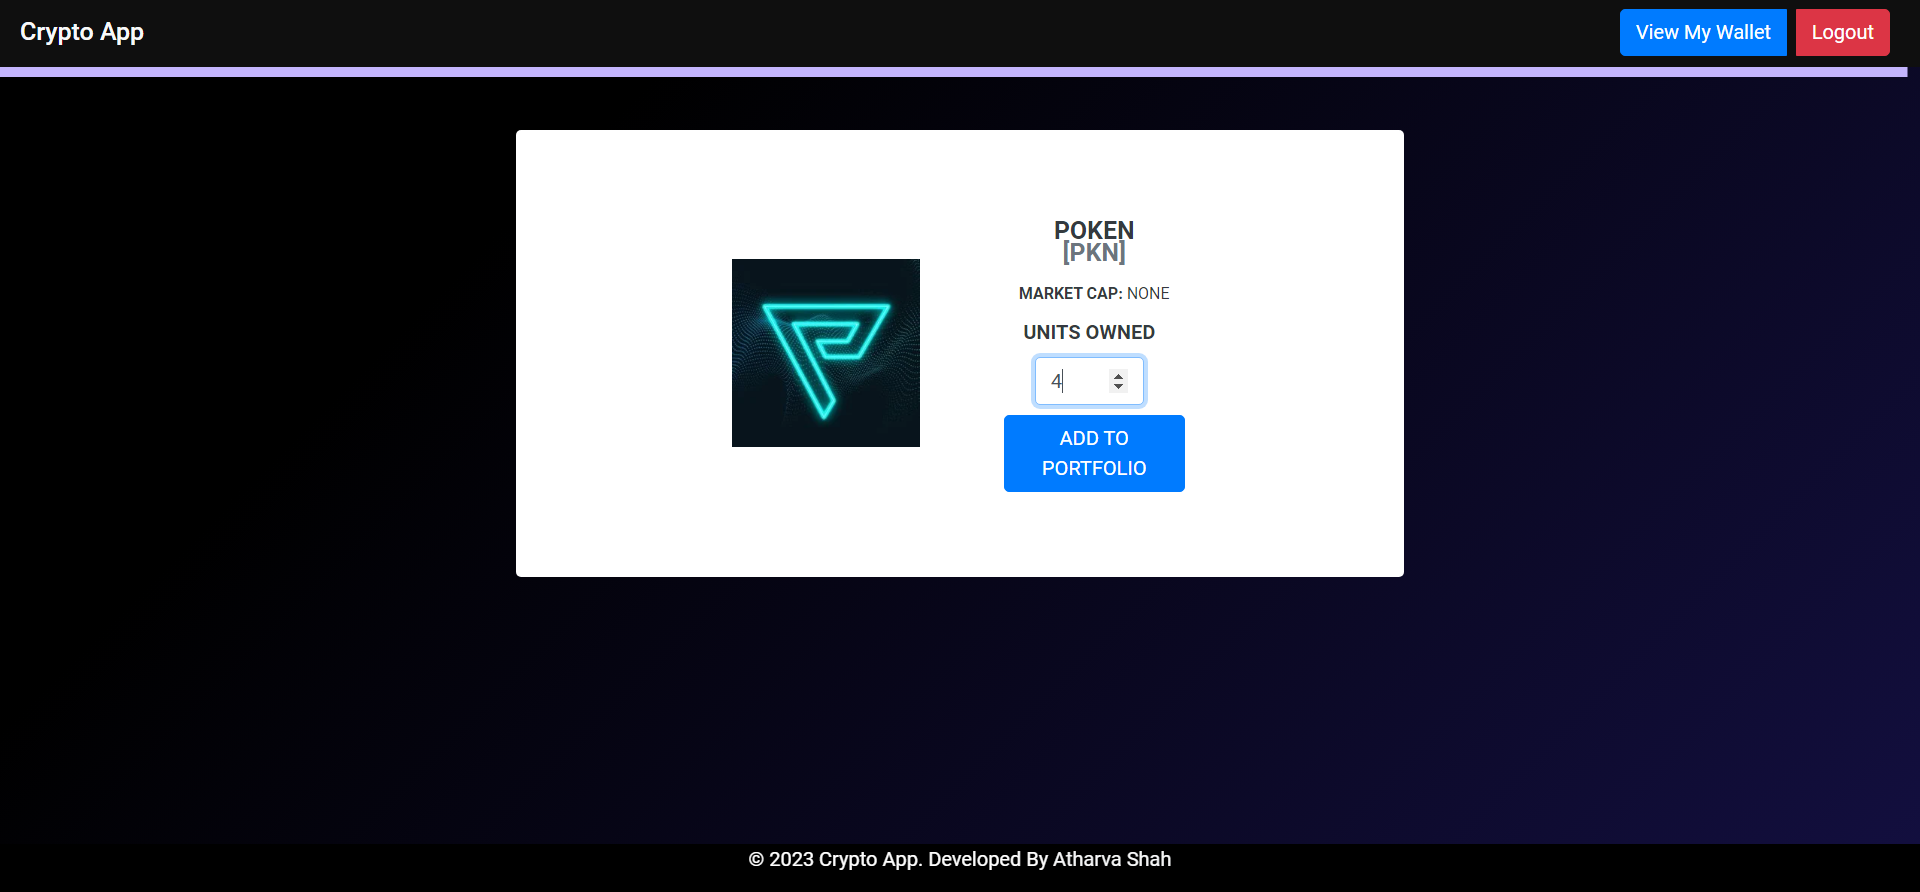 Crypto App
View My Wallet
Logout
POKEN
[PKN]
MARKET CAP: NONE
UNITS OWNED
4
ADD TO
PORTFOLIO
© 2023 Crypto App. Developed By Atharva Shah